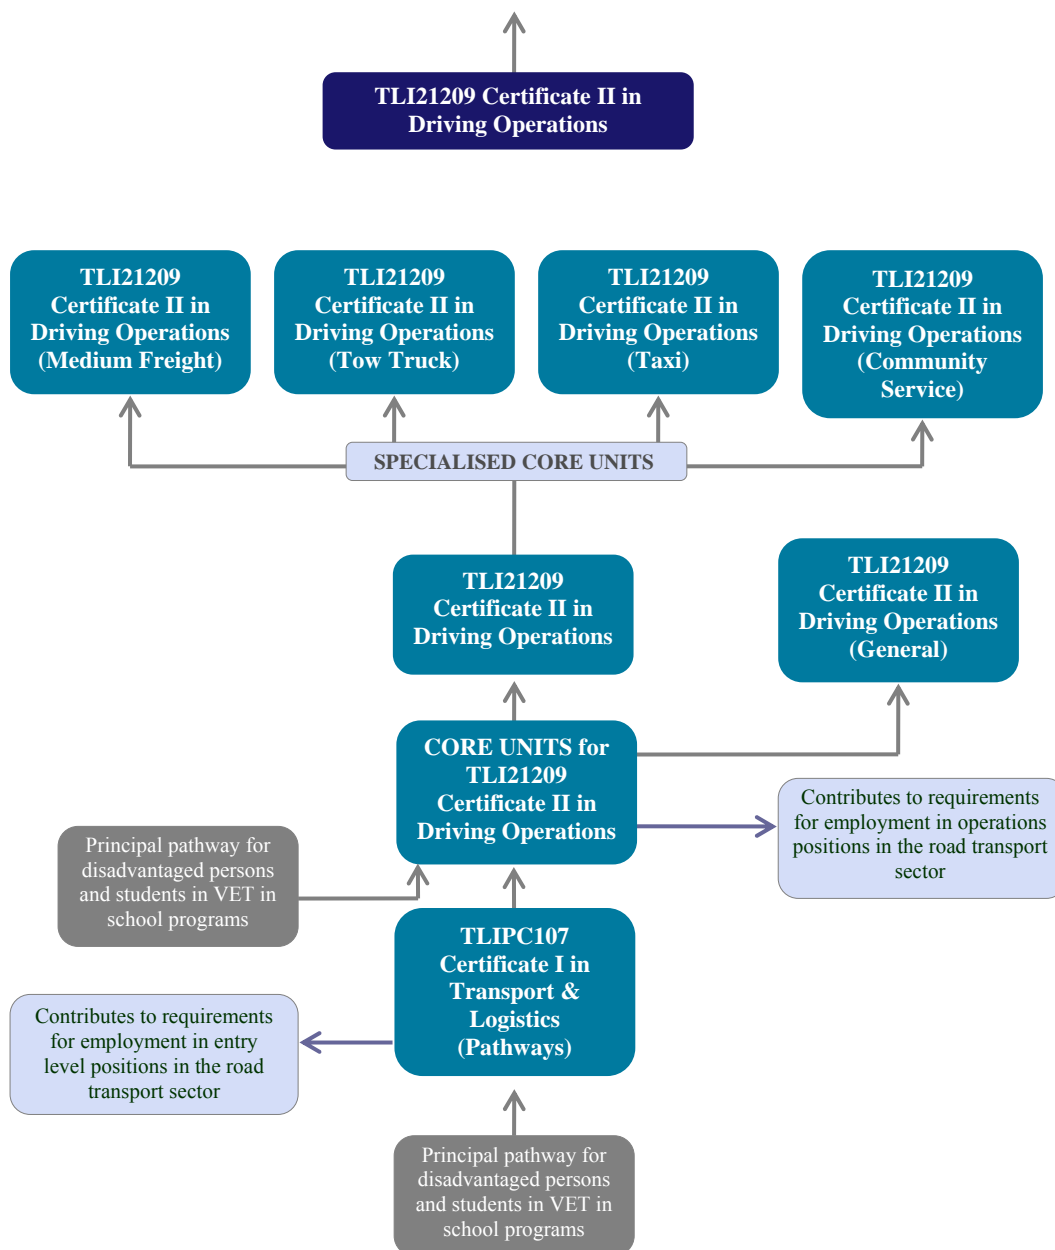 TLI21209 Certificate II in
Driving Operations
TLI21209
Certificate II in
Driving Operations
(Medium Freight)
TLI21209
Certificate II in
Driving Operations
(Tow Truck)
TLI21209
Certificate II in
Driving Operations
(Taxi)
TLI21209
Certificate II in
Driving Operations
(Community
Service)
SPECIALISED CORE UNITS
TLI21209
Certificate II in
Driving Operations
TLI21209
Certificate II in
Driving Operations
(General)
CORE UNITS for
TLI21209
Certificate II in
Driving Operations
Contributes to requirements
for employment in operations
positions in the road transport
sector
Principal pathway for
disadvantaged persons
and students in VET in
school programs
TLIPC107
Certificate I in
Transport &
Logistics
(Pathways)
Contributes to requirements
for employment in entry
level positions in the road
transport sector
Principal pathway for
disadvantaged persons
and students in VET in
school programs